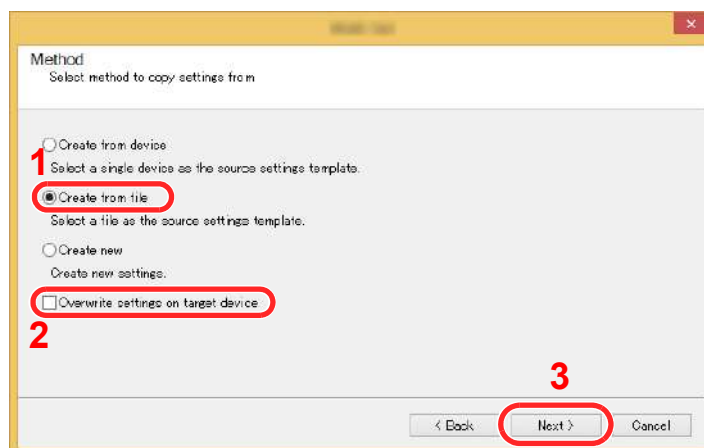 Method
Select method to copy settings from
Create from device
1
Select a single device as the source settings template.
Create from file
Select a file as the source settings template.
Create new
Create new settings.
Overwrite settings on target device
2
3
< Back
Next >
Cancel